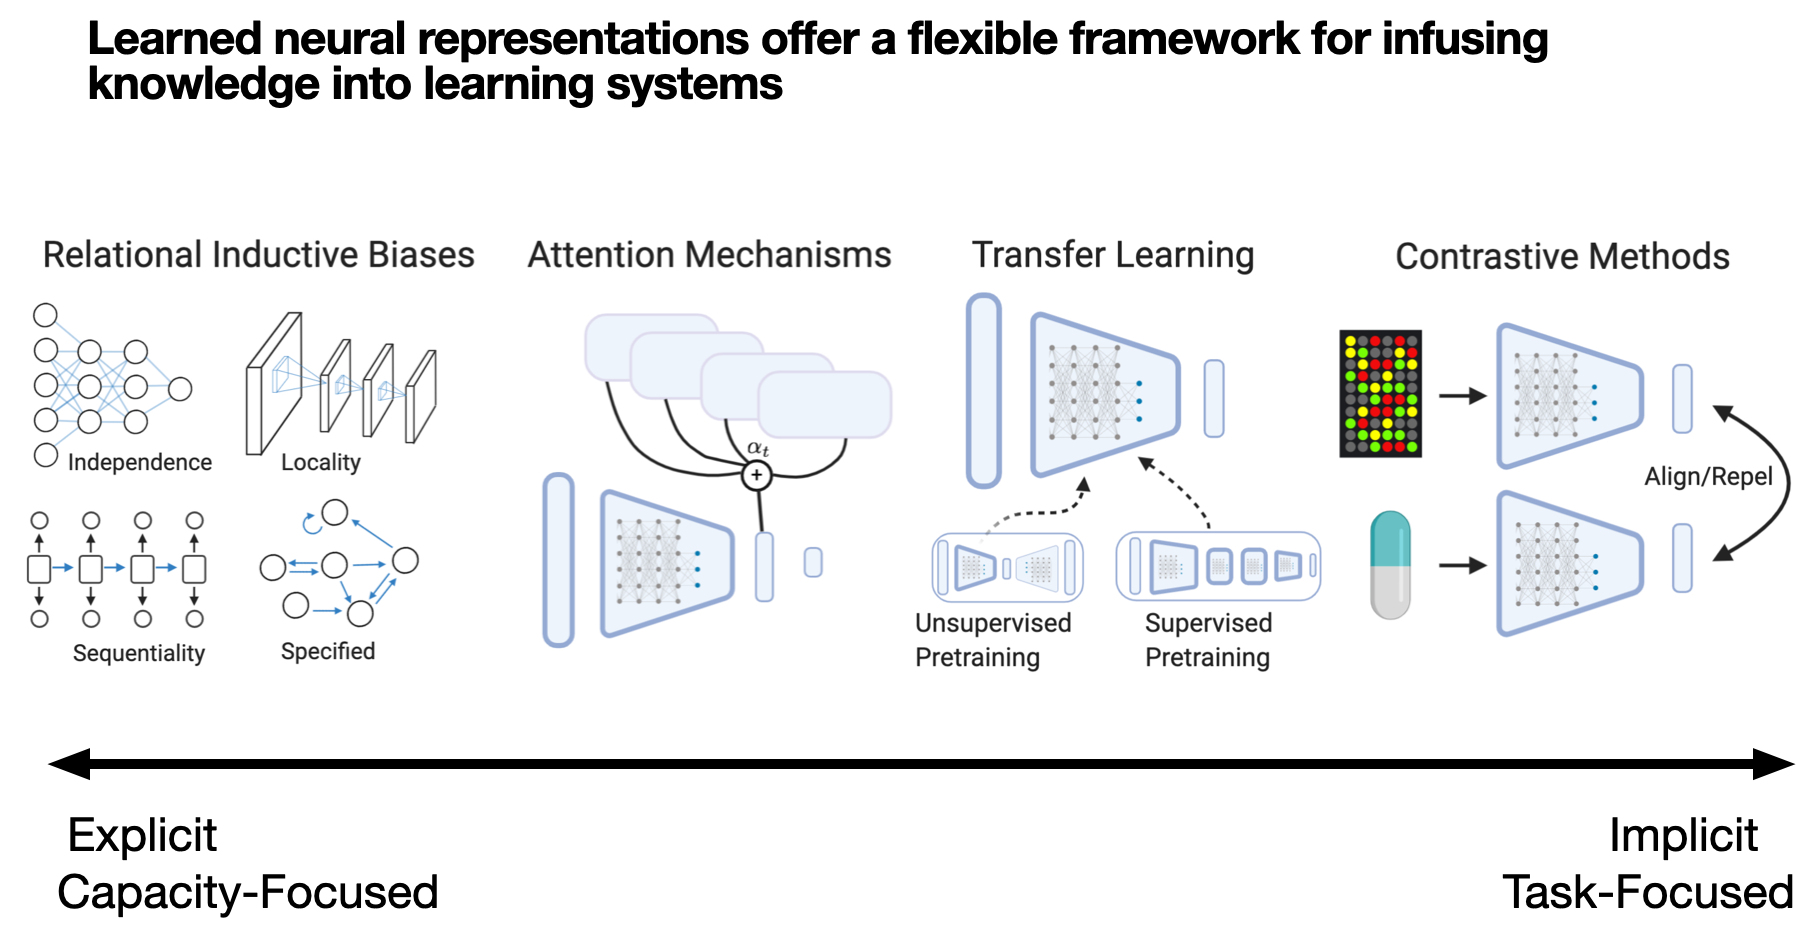 Learned neural representations offer a flexible framework for infusing
knowledge into learning systems
Relational Inductive Biases
Independence
Locality
Sequentiality
Specified
Attention Mechanisms
αt
+
Transfer Learning
Unsupervised
Pretraining
Supervised
Pretraining
Contrastive Methods
Align/Repel
Explicit
Capacity-Focused
Implicit
Task-Focused